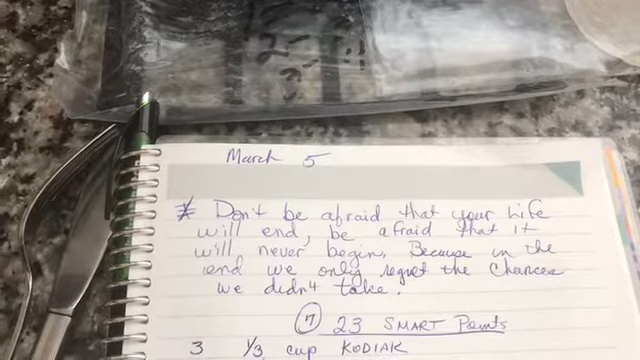 March 5
* Don't be afraid that your Life
will end, be afraid that it
will never begin. Because in the
end we only regret the Chances
we didn't take.
7 23 SMART Points
3 1/3 cup KODIAK